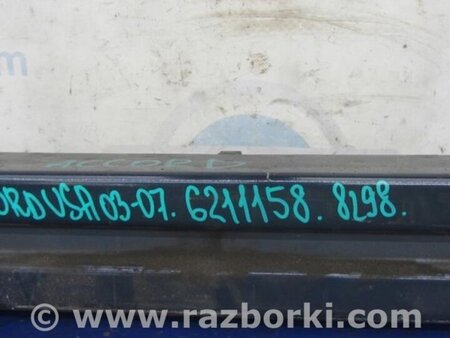 ACCORD
ORD USA 03-07. 6211158. 8298.
© www.razborki.com